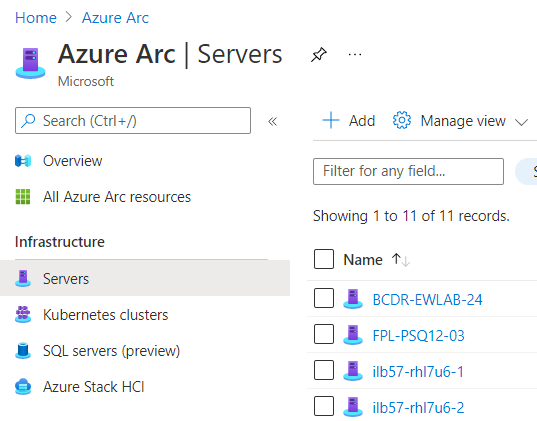 Home > Azure Arc
Azure Arc | Servers
Microsoft
Search (Ctrl+/)
«
Overview
All Azure Arc resources
Infrastructure
Servers
Kubernetes clusters
SQL servers (preview)
Azure Stack HCI
+ Add Manage view
Filter for any field...
S
Showing 1 to 11 of 11 records.
Name ↑↓
BCDR-EWLAB-24
FPL-PSQ12-03
ilb57-rhl7u6-1
ilb57-rhl7u6-2